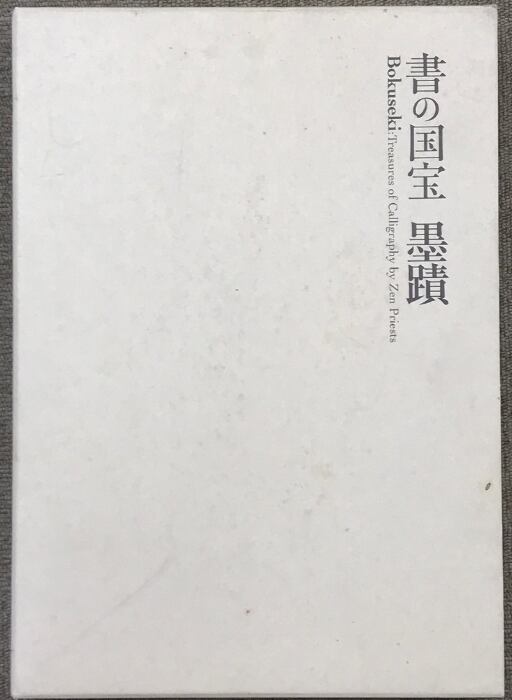 書の国宝 墨蹟
Bokuseki:Treasures of Calligraphy by Zen Priests